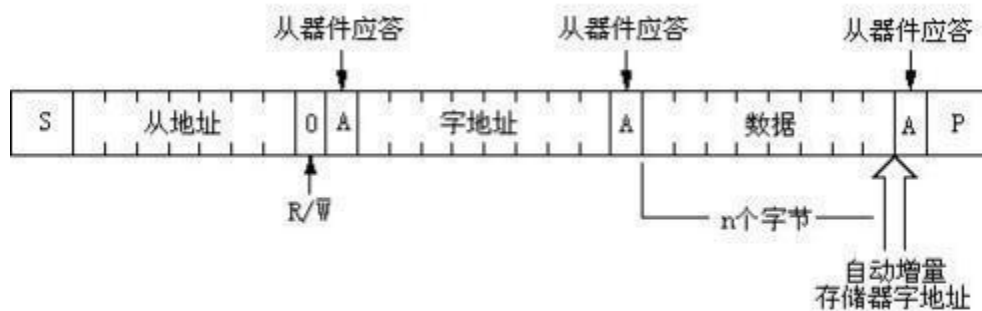 从器件应答 从器件应答 从器件应答
S 从地址 0 A 字地址 A 数据 A P
R/W̅
n个字节
自动增量
存储器字地址